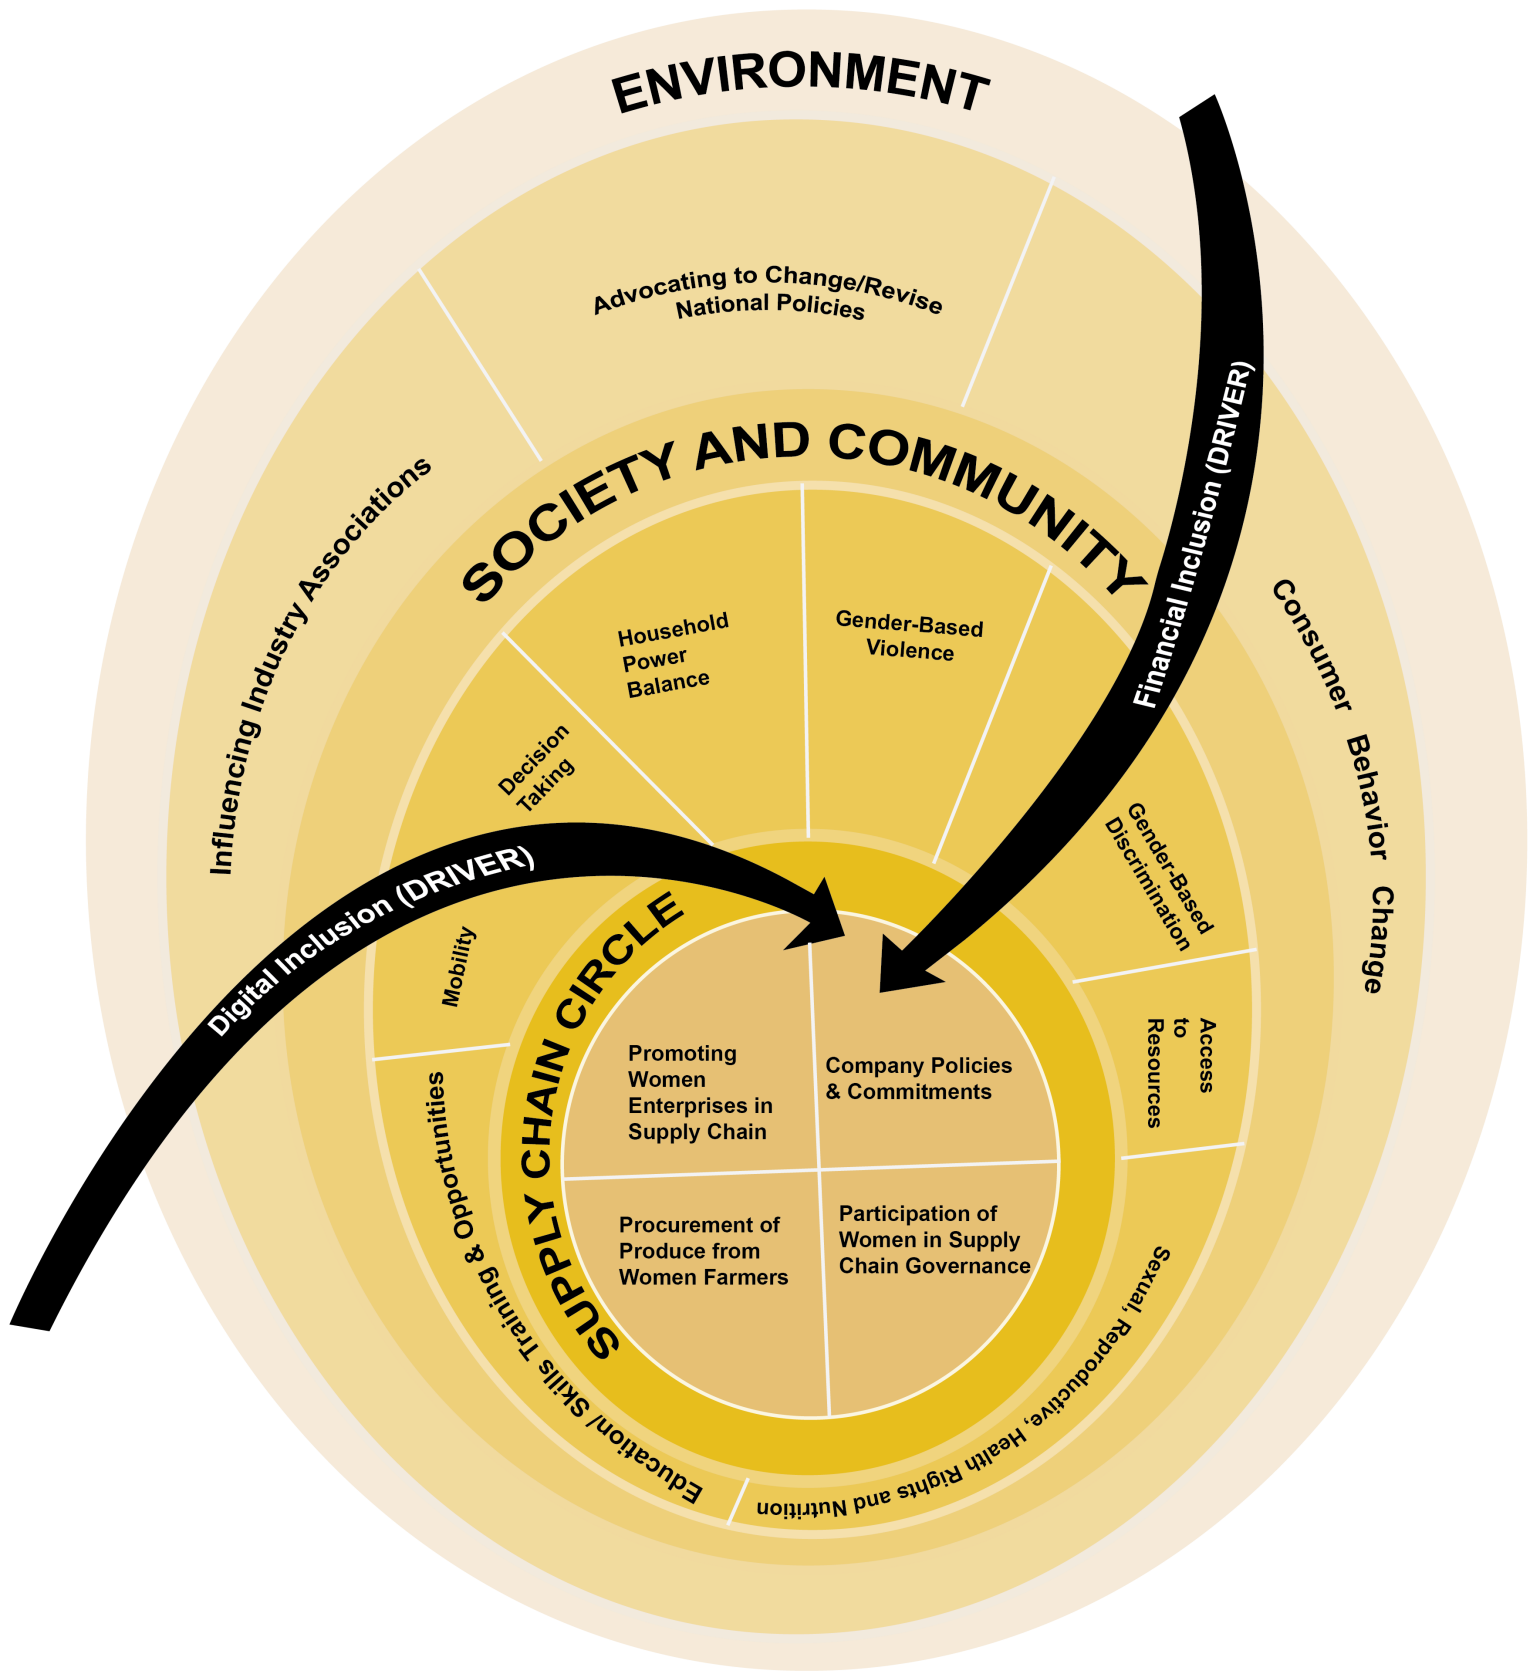 ENVIRONMENT
Advocating to Change/Revise
National Policies
Influencing Industry Associations
Consumer Behavior Change
SOCIETY AND COMMUNITY
Financial Inclusion (DRIVER)
Digital Inclusion (DRIVER)
Household
Power
Balance
Gender-Based
Violence
Decision
Taking
Mobility
Gender-Based
Discrimination
Access
to
Resources
Education/ Skills Training & Opportunities
Sexual, Reproductive, Health Rights and Nutrition
SUPPLY CHAIN CIRCLE
Promoting
Women
Enterprises in
Supply Chain
Company Policies
& Commitments
Procurement of
Produce from
Women Farmers
Participation of
Women in Supply
Chain Governance